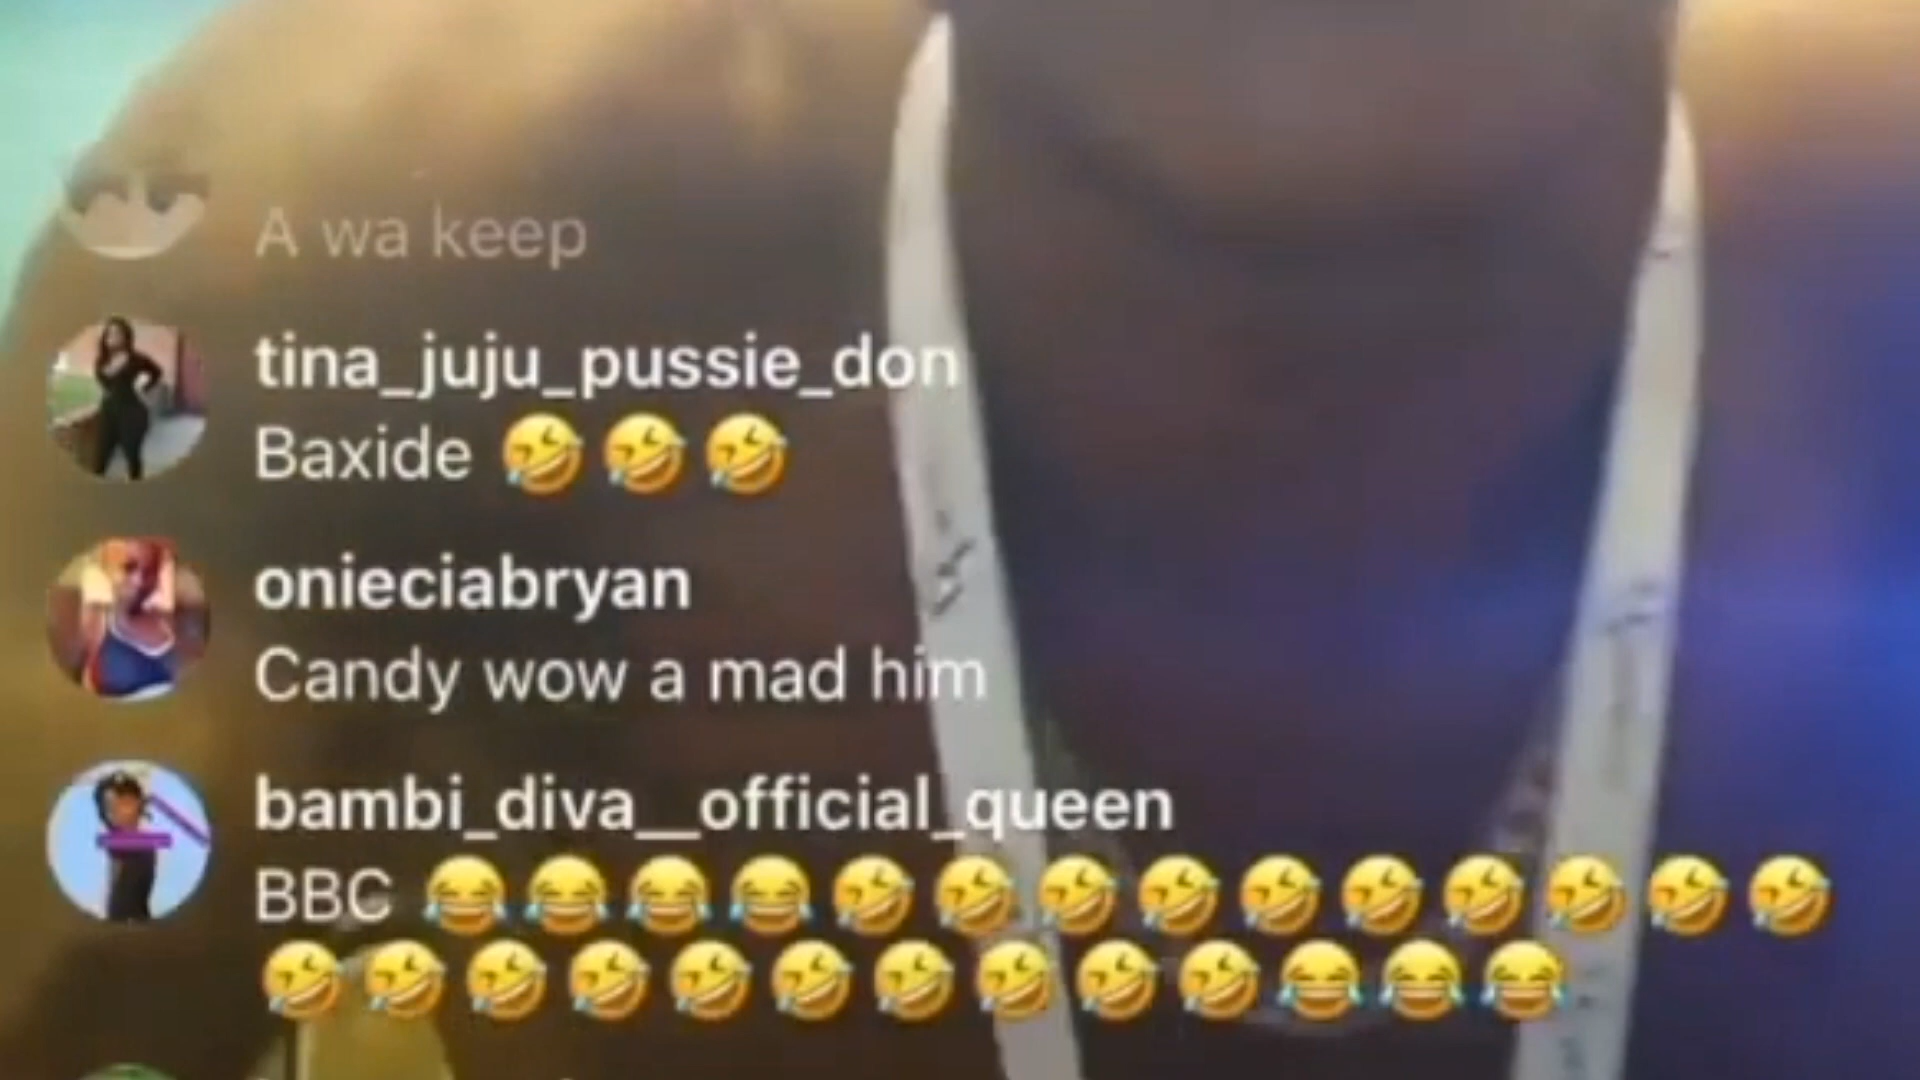 A wa keep
tina_juju_pussie_don
Baxide 🤣🤣🤣
onieciabryan
Candy wow a mad him
bambi_diva__official_queen
BBC 😂😂😂😂🤣🤣🤣🤣🤣🤣🤣🤣🤣🤣
🤣🤣🤣🤣🤣🤣🤣🤣🤣🤣😂😂😂